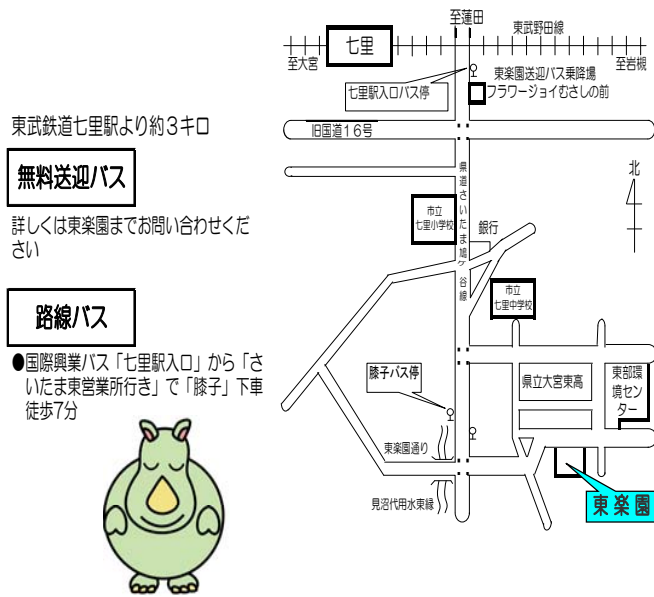 東武鉄道七里駅より約3キロ
無料送迎バス
詳しくは東楽園までお問い合わせくだ
さい
路線バス
●国際興業バス「七里駅入口」から「さ
いたま東営業所行き」で「膝子」下車
徒歩7分
至蓮田
東武野田線
七里
至大宮
至岩槻
七里駅入口バス停
東楽園送迎バス乗降場
フラワージョイむさしの前
旧国道16号
北
県道さいたま鳩ヶ谷線
市立
七里小学校
銀行
市立
七里中学校
膝子バス停
県立大宮東高
東部環
境セン
ター
東楽園通り
見沼代用水東縁
東楽園